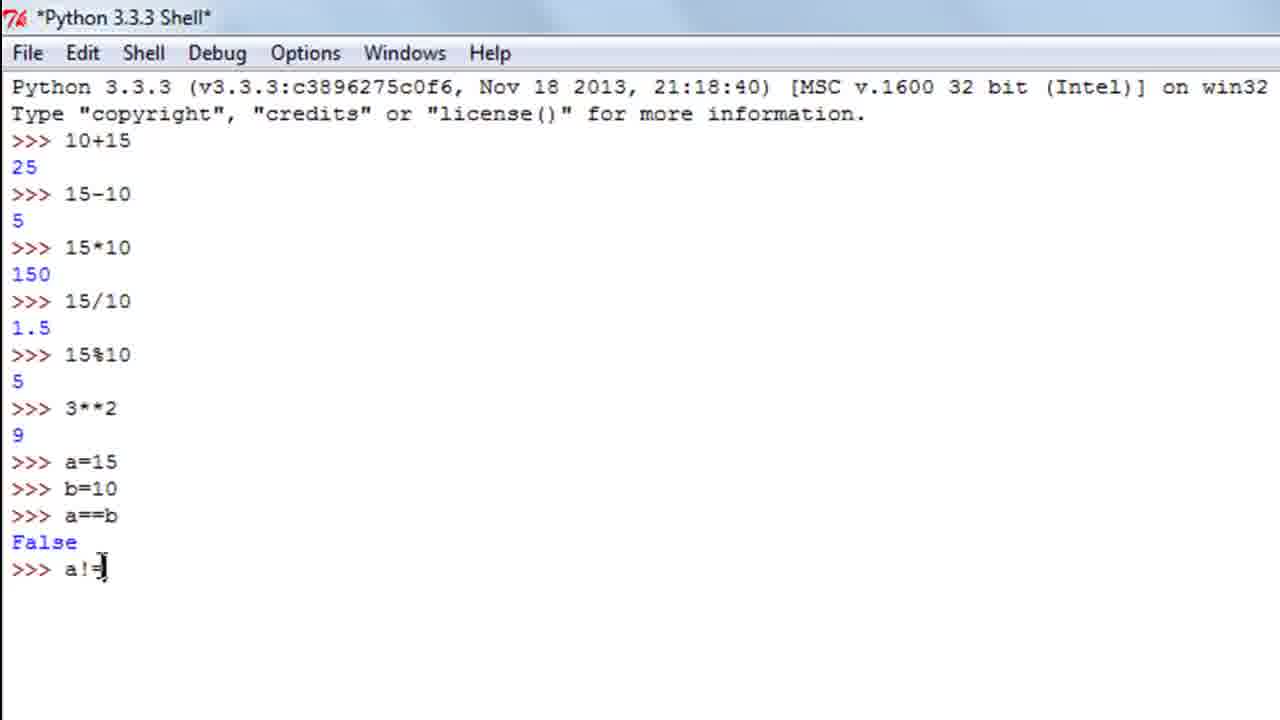 *Python 3.3.3 Shell*
File Edit Shell Debug Options Windows Help
Python 3.3.3 (v3.3.3:c3896275c0f6, Nov 18 2013, 21:18:40) [MSC v.1600 32 bit (Intel)] on win32
Type "copyright", "credits" or "license()" for more information.
>>> 10+15
25
>>> 15-10
5
>>> 15*10
150
>>> 15/10
1.5
>>> 15%10
5
>>> 3**2
9
>>> a=15
>>> b=10
>>> a==b
False
>>> a!=